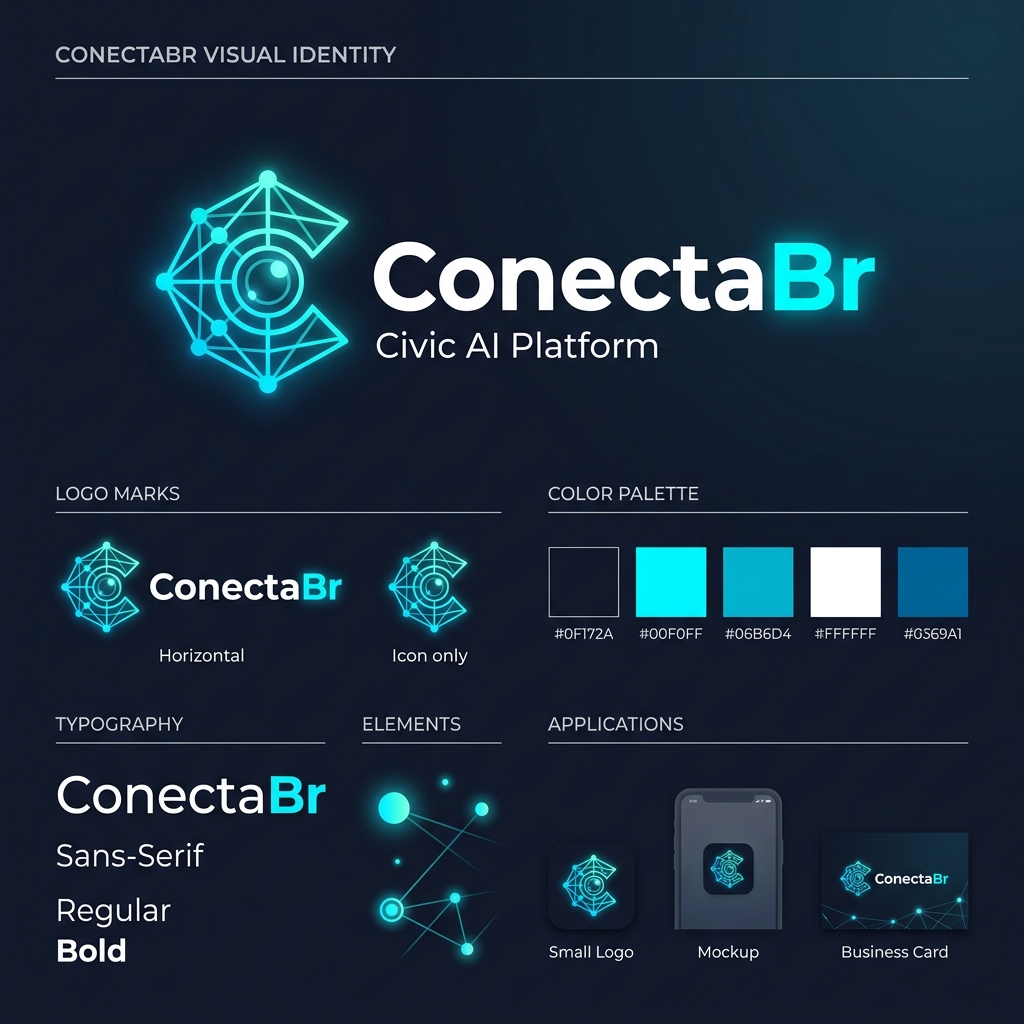 CONECTABR VISUAL IDENTITY
ConectaBr
Civic AI Platform
LOGO MARKS
ConectaBr
Horizontal
Icon only
COLOR PALETTE
#0F172A
#00F0FF
#06B6D4
#FFFFFF
#0369A1
TYPOGRAPHY
ConectaBr
Sans-Serif
Regular
Bold
ELEMENTS
APPLICATIONS
Small Logo
Mockup
ConectaBr
Business Card